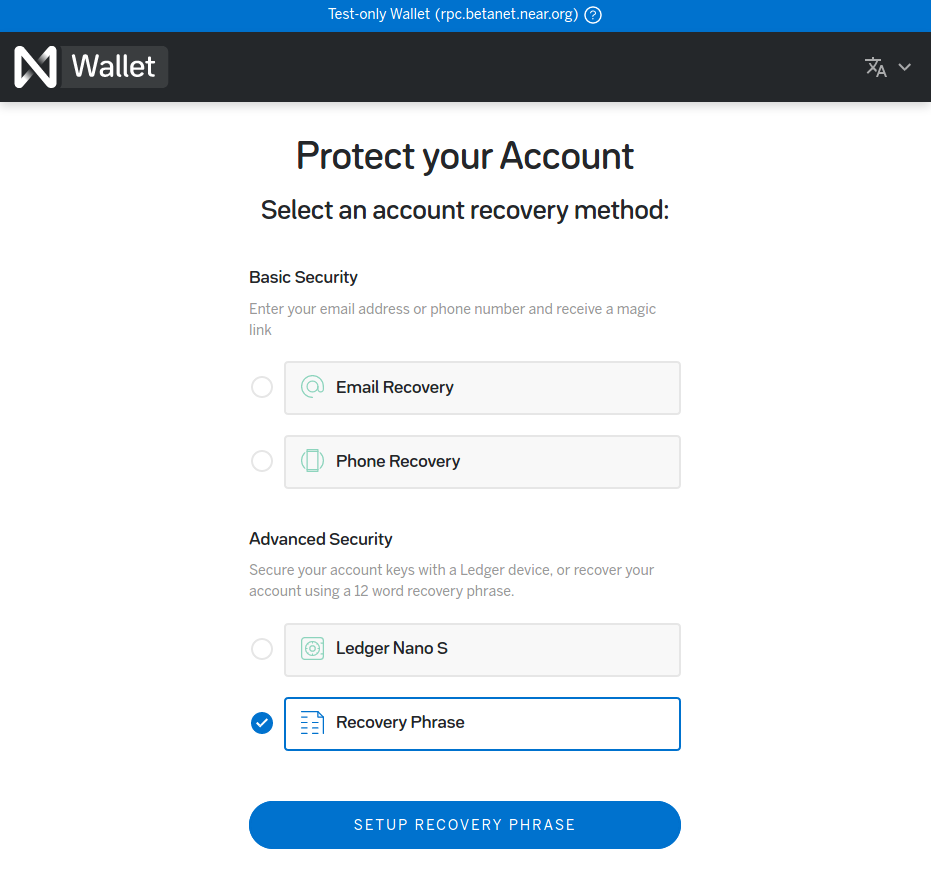 Test-only Wallet (rpc.betanet.near.org) ?
Wallet
Protect your Account
Select an account recovery method:
Basic Security
Enter your email address or phone number and receive a magic
link
Email Recovery
Phone Recovery
Advanced Security
Secure your account keys with a Ledger device, or recover your
account using a 12 word recovery phrase.
Ledger Nano S
Recovery Phrase
SETUP RECOVERY PHRASE